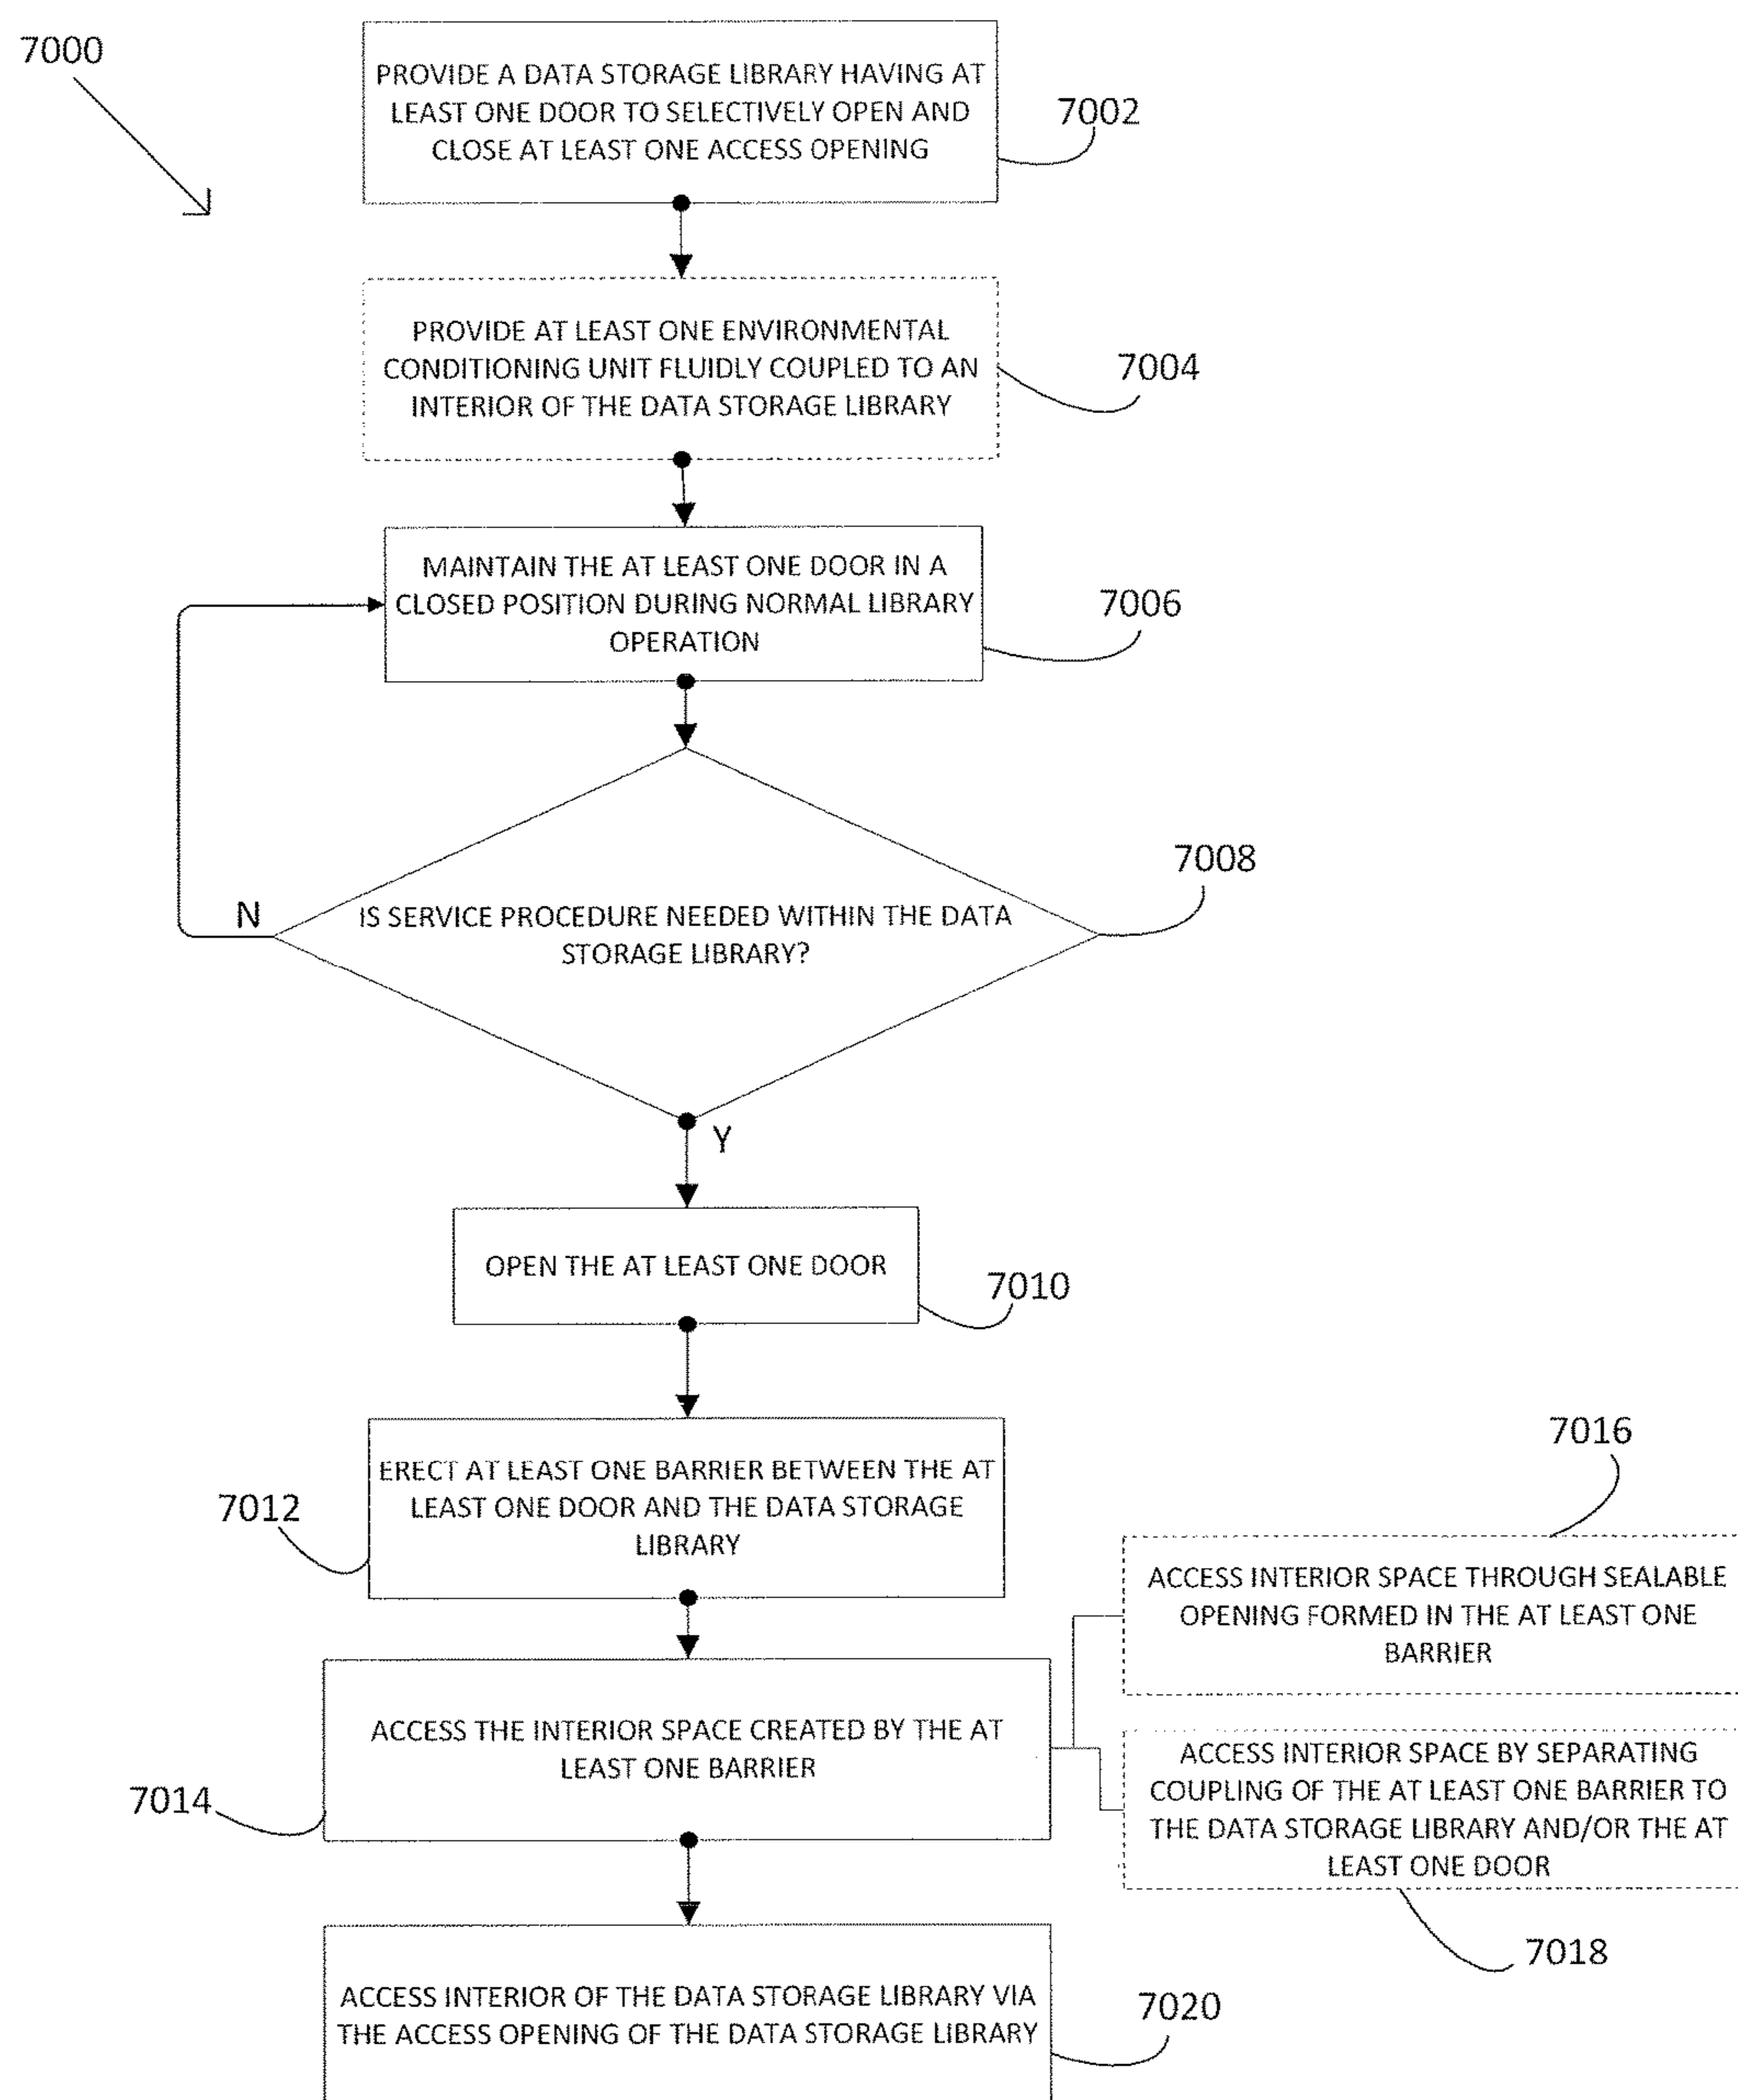 7000
PROVIDE A DATA STORAGE LIBRARY HAVING AT
LEAST ONE DOOR TO SELECTIVELY OPEN AND
CLOSE AT LEAST ONE ACCESS OPENING
7002
PROVIDE AT LEAST ONE ENVIRONMENTAL
CONDITIONING UNIT FLUIDLY COUPLED TO AN
INTERIOR OF THE DATA STORAGE LIBRARY
7004
MAINTAIN THE AT LEAST ONE DOOR IN A
CLOSED POSITION DURING NORMAL LIBRARY
OPERATION
7006
IS SERVICE PROCEDURE NEEDED WITHIN THE DATA
STORAGE LIBRARY?
7008
N
Y
OPEN THE AT LEAST ONE DOOR
7010
ERECT AT LEAST ONE BARRIER BETWEEN THE AT
LEAST ONE DOOR AND THE DATA STORAGE
LIBRARY
7012
ACCESS THE INTERIOR SPACE CREATED BY THE AT
LEAST ONE BARRIER
7014
7016
ACCESS INTERIOR SPACE THROUGH SEALABLE
OPENING FORMED IN THE AT LEAST ONE
BARRIER
ACCESS INTERIOR SPACE BY SEPARATING
COUPLING OF THE AT LEAST ONE BARRIER TO
THE DATA STORAGE LIBRARY AND/OR THE AT
LEAST ONE DOOR
7018
ACCESS INTERIOR OF THE DATA STORAGE LIBRARY VIA
THE ACCESS OPENING OF THE DATA STORAGE LIBRARY
7020